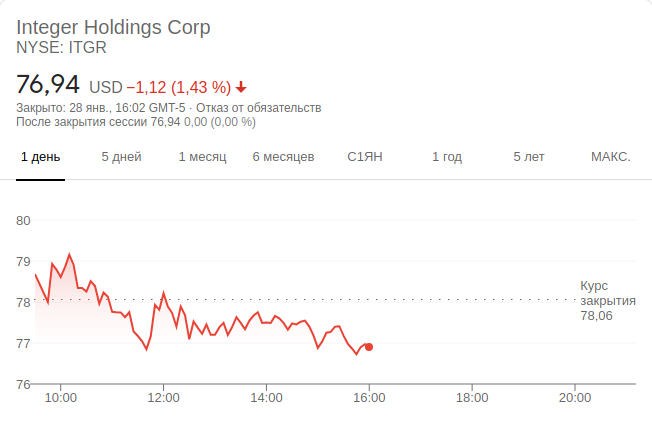 Integer Holdings Corp
NYSE: ITGR
76,94 USD −1,12 (1,43 %)
Закрыто: 28 янв., 16:02 GMT-5 · Отказ от обязательств
После закрытия сессии 76,94 0,00 (0,00 %)
1 день 5 дней 1 месяц 6 месяцев С1ЯН 1 год 5 лет МАКС.
80
79
78
77
76
Курс
закрытия
78,06
10:00 12:00 14:00 16:00 18:00 20:00